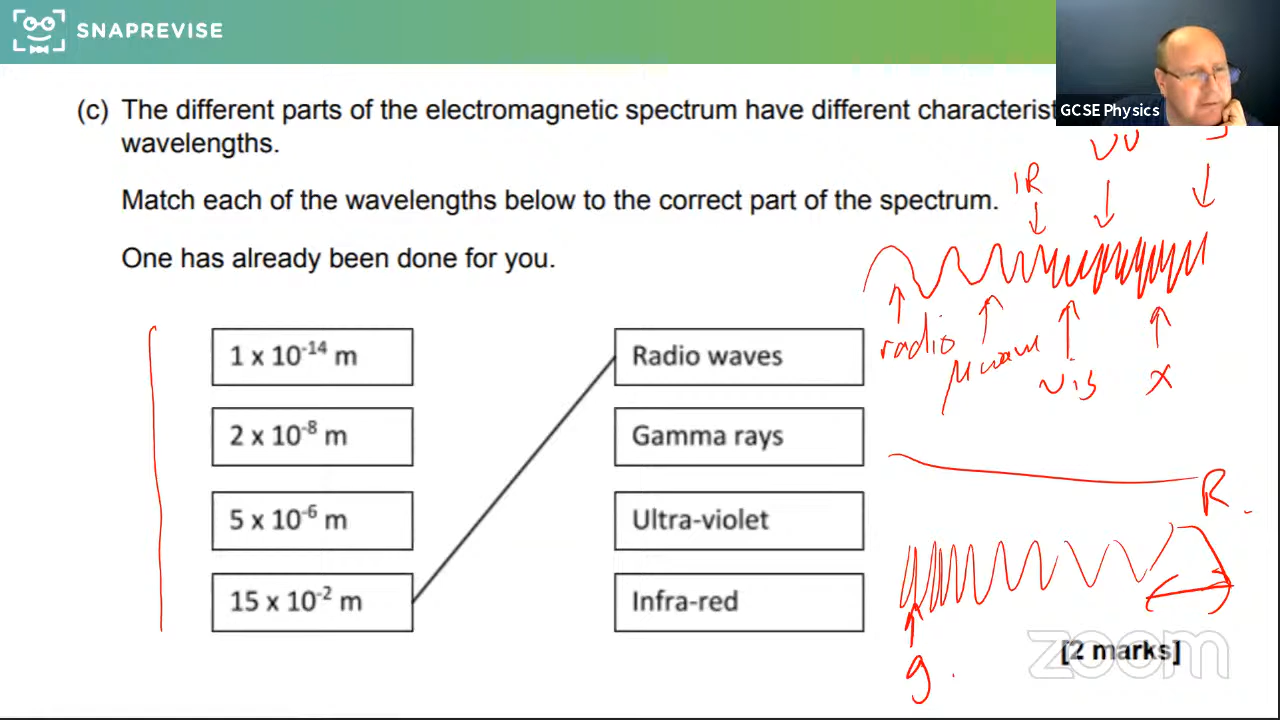 SNAPREVISE
GCSE Physics
(c) The different parts of the electromagnetic spectrum have different
wavelengths.
Match each of the wavelengths below to the correct part of the spectrum.
One has already been done for you.
UV
IR
radio
μwave
vis
X
1 x 10⁻¹⁴ m
Radio waves
2 x 10⁻⁸ m
Gamma rays
5 x 10⁻⁶ m
Ultra-violet
15 x 10⁻² m
Infra-red
R
g
[2 marks]
zoom